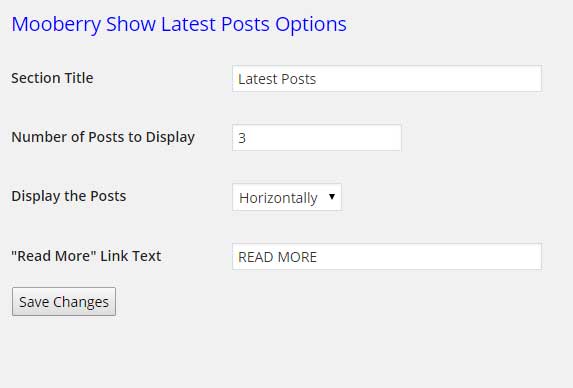 Mooberry Show Latest Posts Options
Section Title Latest Posts
Number of Posts to Display 3
Display the Posts Horizontally
"Read More" Link Text READ MORE
Save Changes